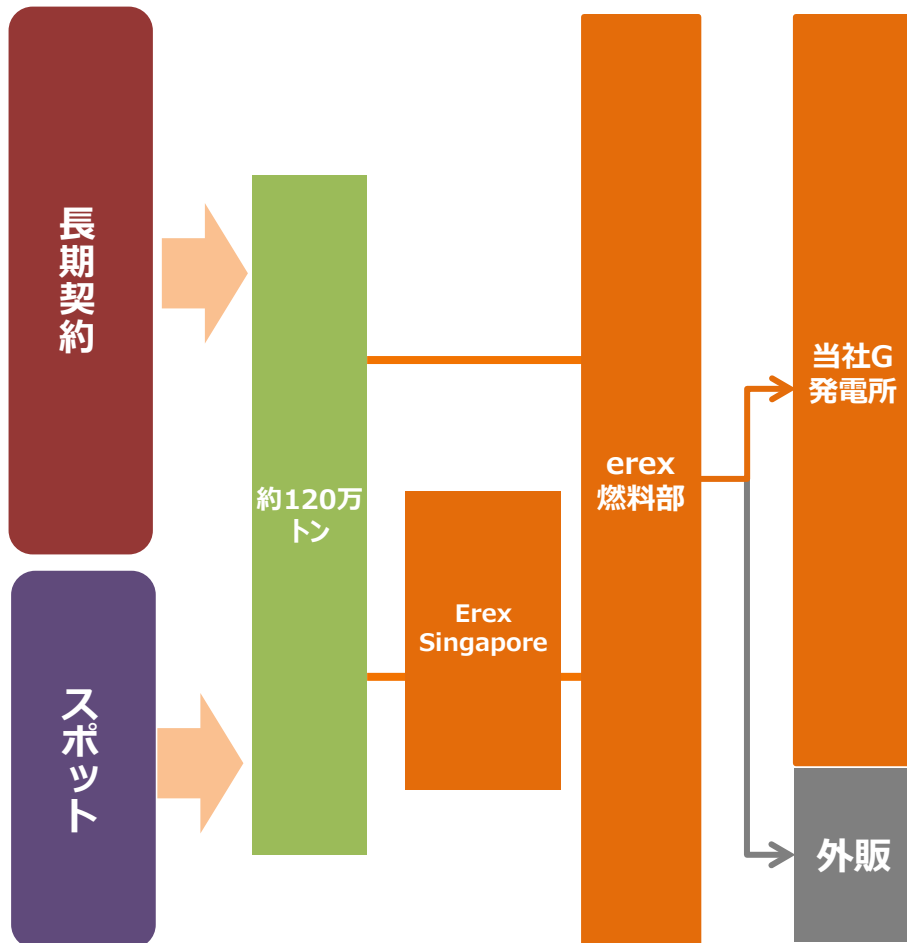 長期契約
スポット
約120万
トン
Erex
Singapore
erex
燃料部
当社G
発電所
外販